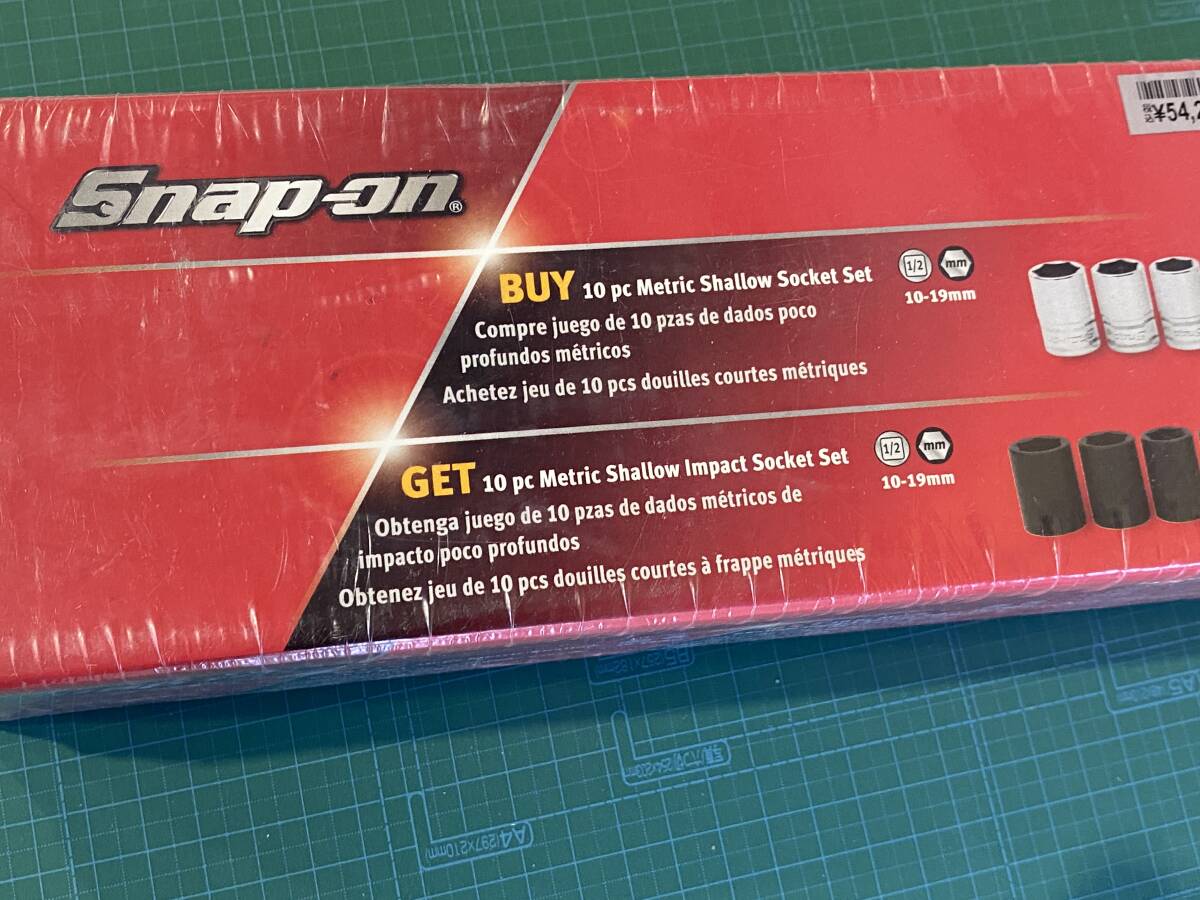 Snap-on®
税込 ¥54,2
BUY 10 pc Metric Shallow Socket Set
1/2 mm
10-19mm
Compre juego de 10 pzas de dados poco
profundos métricos
Achetez jeu de 10 pcs douilles courtes métriques
GET 10 pc Metric Shallow Impact Socket Set
1/2 mm
10-19mm
Obtenga juego de 10 pzas de dados métricos de
impacto poco profundos
Obtenez jeu de 10 pcs douilles courtes à frappe métriques
A4(297x210mm)
A5